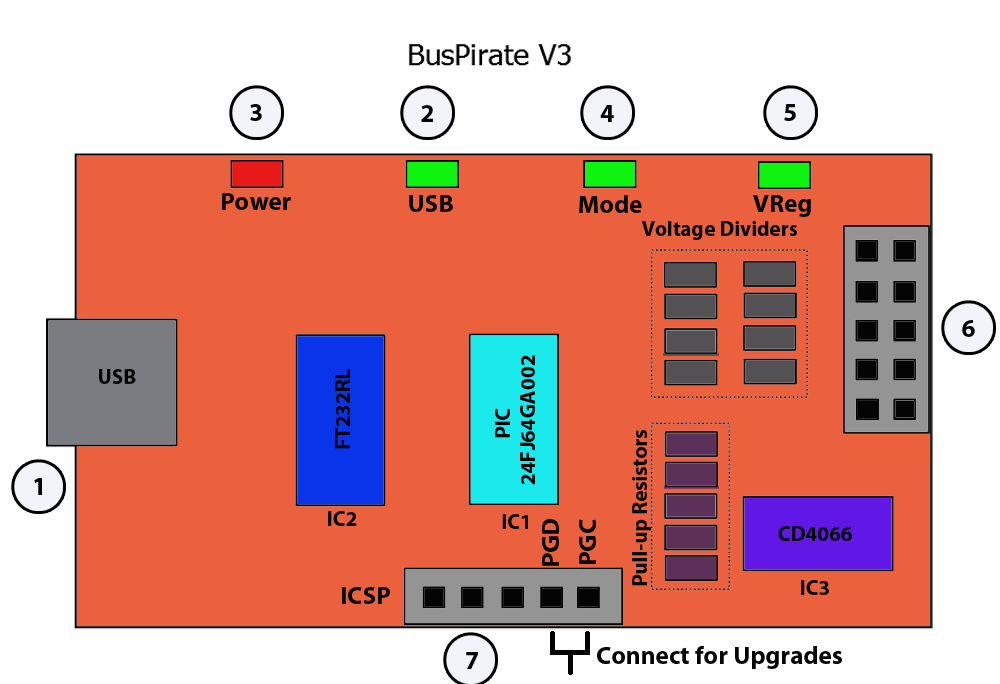 BusPirate V3
3
2
4
5
Power
USB
Mode
VReg
Voltage Dividers
6
USB
FT232RL
PIC
24FJ64GA002
Pull-up Resistors
1
IC2
IC1
PGD
PGC
CD4066
IC3
ICSP
7
Connect for Upgrades